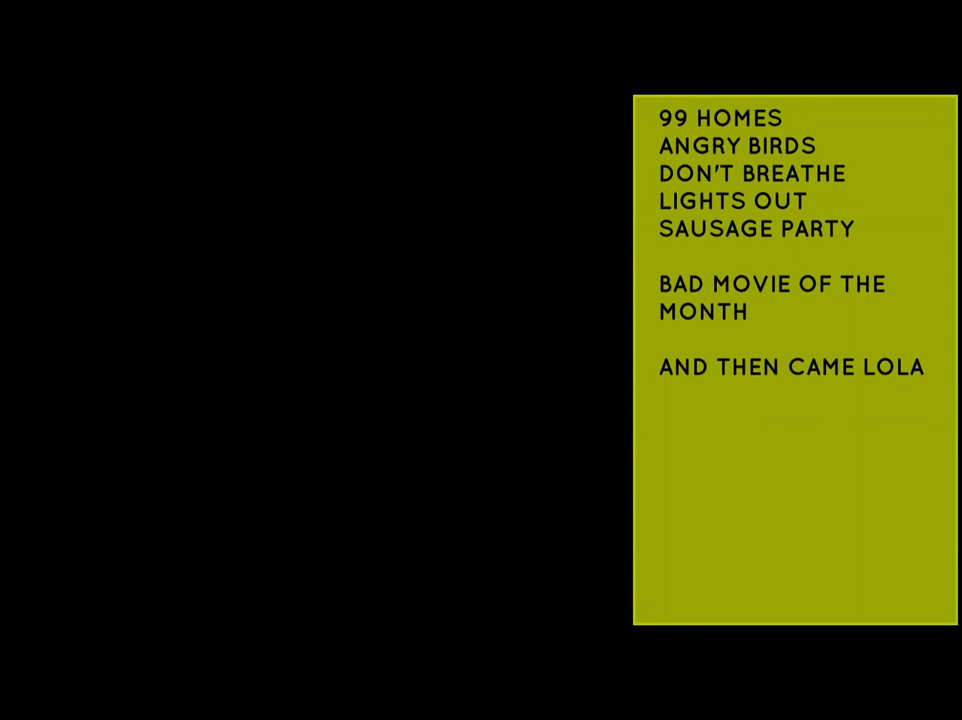 99 HOMES
ANGRY BIRDS
DON'T BREATHE
LIGHTS OUT
SAUSAGE PARTY
BAD MOVIE OF THE
MONTH
AND THEN CAME LOLA